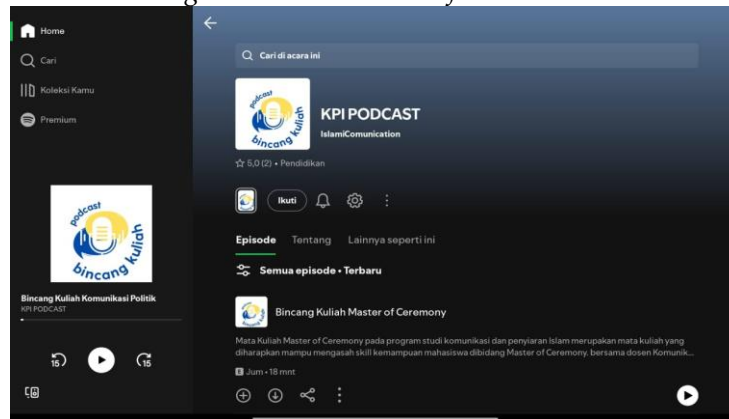 Home
Cari
Koleksi Kamu
Premium
podcast
bincang kuliah
Bincang Kuliah Komunikasi Politik
KPI PODCAST
15
15
Cari di acara ini
podcast
bincang kuliah
KPI PODCAST
IslamiComunication
5,0 (2) • Pendidikan
Ikuti
Episode Tentang Lainnya seperti ini
Semua episode • Terbaru
Bincang Kuliah Master of Ceremony
Mata Kuliah Master of Ceremony pada program studi komunikasi dan penyiaran Islam merupakan mata kuliah yang
diharapkan mampu mengasah skill kemampuan mahasiswa dibidang Master of Ceremony. bersama dosen Komunik...
E Jum • 18 mnt